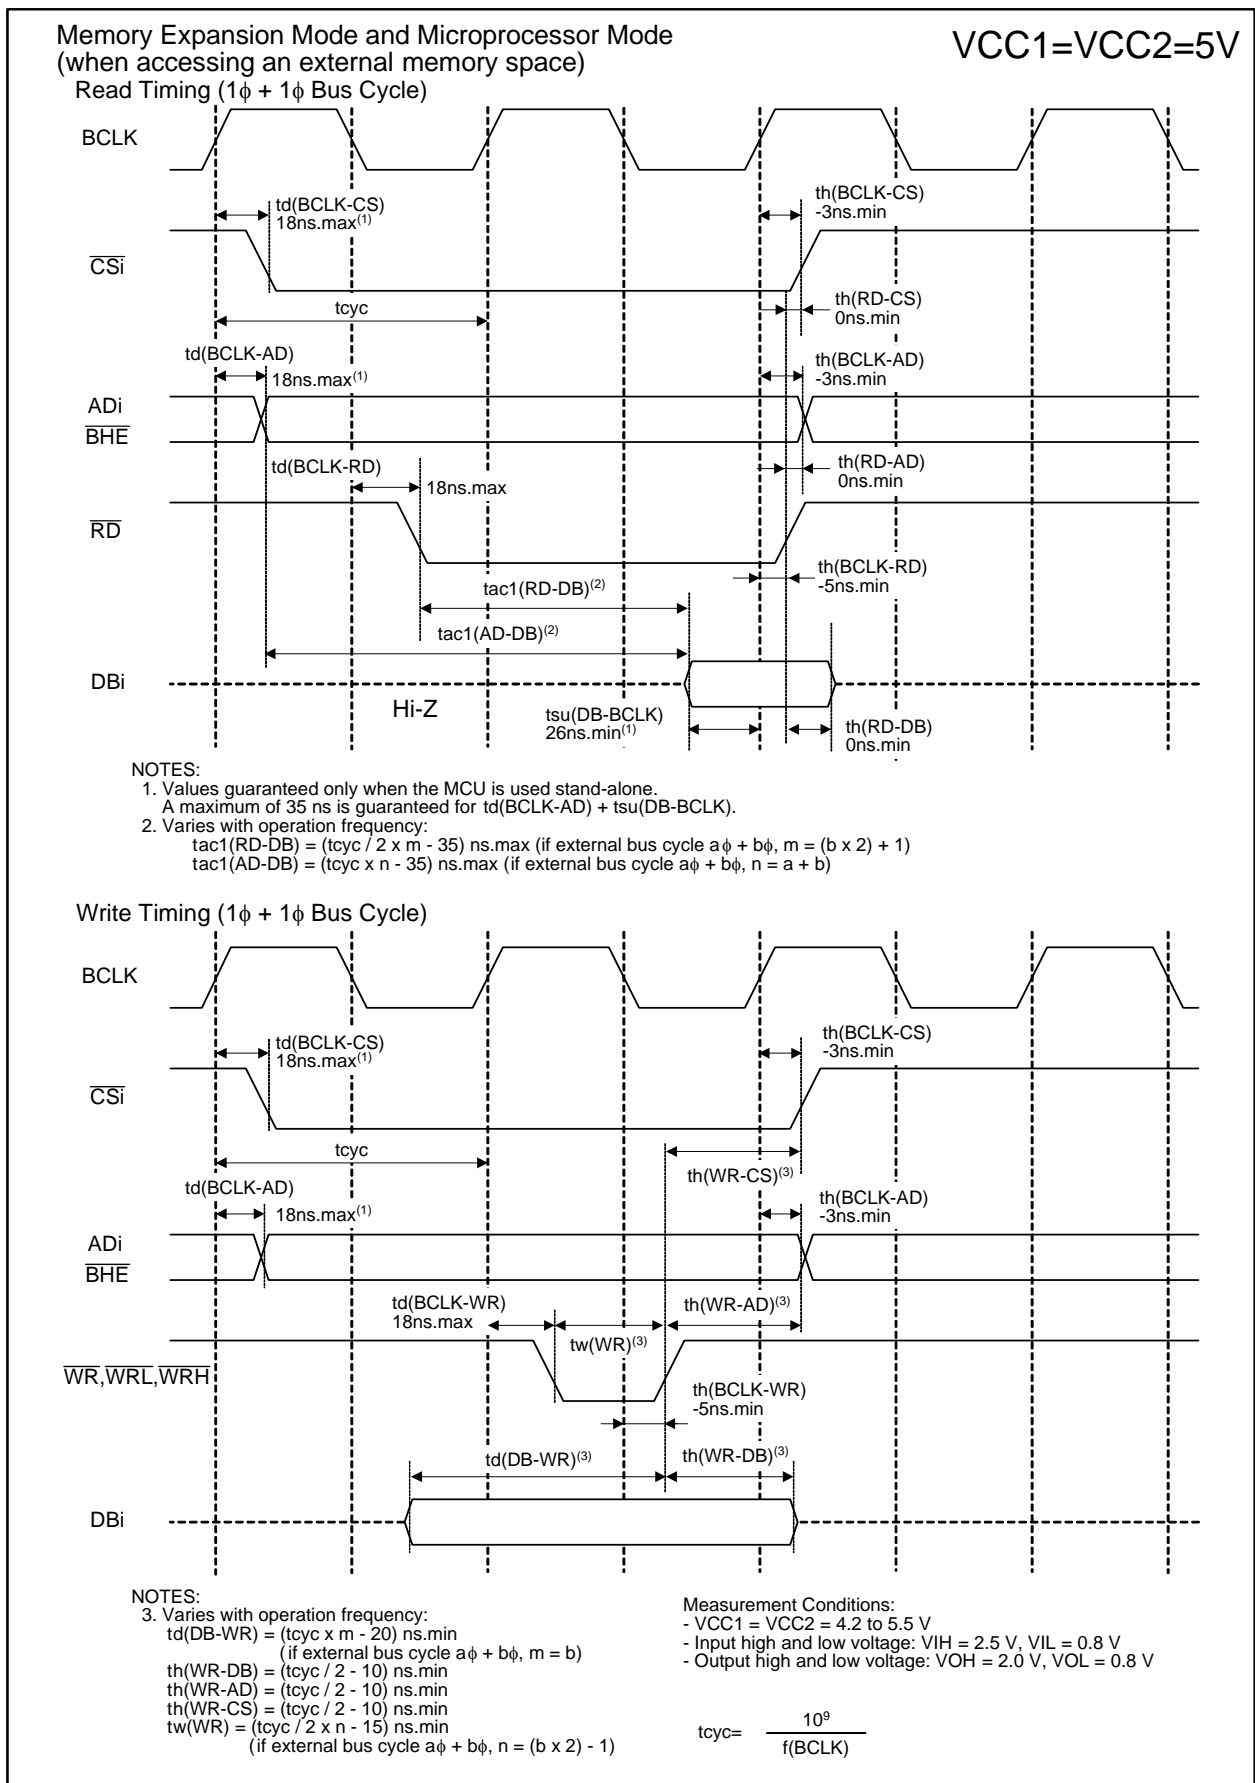 Memory Expansion Mode and Microprocessor Mode
(when accessing an external memory space)
VCC1=VCC2=5V
Read Timing (1ϕ + 1ϕ Bus Cycle)
BCLK
td(BCLK-CS)
18ns.max(1)
th(BCLK-CS)
-3ns.min
CSi
tcyc
th(RD-CS)
0ns.min
td(BCLK-AD)
18ns.max(1)
th(BCLK-AD)
-3ns.min
ADi
BHE
td(BCLK-RD)
18ns.max
th(RD-AD)
0ns.min
RD
th(BCLK-RD)
-5ns.min
tac1(RD-DB)(2)
tac1(AD-DB)(2)
DBi
Hi-Z
tsu(DB-BCLK)
26ns.min(1)
th(RD-DB)
0ns.min
NOTES:
1. Values guaranteed only when the MCU is used stand-alone.
A maximum of 35 ns is guaranteed for td(BCLK-AD) + tsu(DB-BCLK).
2. Varies with operation frequency:
tac1(RD-DB) = (tcyc / 2 x m - 35) ns.max (if external bus cycle aϕ + bϕ, m = (b x 2) + 1)
tac1(AD-DB) = (tcyc x n - 35) ns.max (if external bus cycle aϕ + bϕ, n = a + b)
Write Timing (1ϕ + 1ϕ Bus Cycle)
BCLK
td(BCLK-CS)
18ns.max(1)
th(BCLK-CS)
-3ns.min
CSi
tcyc
th(WR-CS)(3)
td(BCLK-AD)
18ns.max(1)
th(BCLK-AD)
-3ns.min
ADi
BHE
td(BCLK-WR)
18ns.max
th(WR-AD)(3)
tw(WR)(3)
WR,WRL,WRH
th(BCLK-WR)
-5ns.min
td(DB-WR)(3)
th(WR-DB)(3)
DBi
NOTES:
3. Varies with operation frequency:
td(DB-WR) = (tcyc x m - 20) ns.min
(if external bus cycle aϕ + bϕ, m = b)
th(WR-DB) = (tcyc / 2 - 10) ns.min
th(WR-AD) = (tcyc / 2 - 10) ns.min
th(WR-CS) = (tcyc / 2 - 10) ns.min
tw(WR) = (tcyc / 2 x n - 15) ns.min
(if external bus cycle aϕ + bϕ, n = (b x 2) - 1)
Measurement Conditions:
- VCC1 = VCC2 = 4.2 to 5.5 V
- Input high and low voltage: VIH = 2.5 V, VIL = 0.8 V
- Output high and low voltage: VOH = 2.0 V, VOL = 0.8 V
tcyc=
10⁹
f(BCLK)